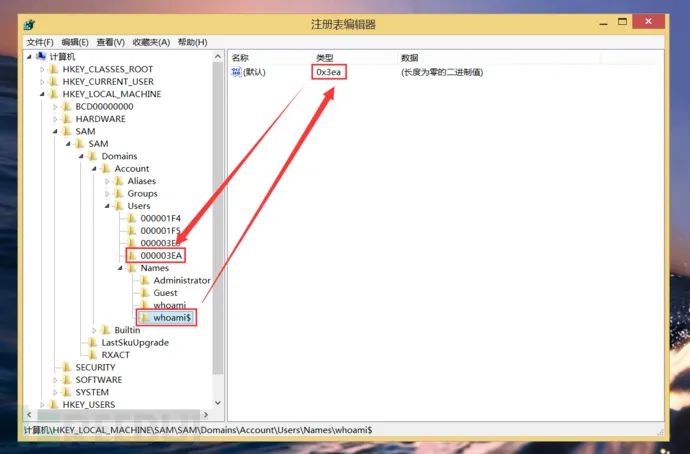 注册表编辑器
文件(F) 编辑(E) 查看(V) 收藏夹(A) 帮助(H)
计算机
HKEY_CLASSES_ROOT
HKEY_CURRENT_USER
HKEY_LOCAL_MACHINE
BCD00000000
HARDWARE
SAM
SAM
Domains
Account
Aliases
Groups
Users
000001F4
000001F5
000003EA
Names
Administrator
Guest
whoami
whoami$
Builtin
LastSkuUpgrade
RXACT
SECURITY
SOFTWARE
SYSTEM
HKEY_USERS
名称 类型 数据
(默认) 0x3ea (长度为零的二进制值)
计算机\HKEY_LOCAL_MACHINE\SAM\SAM\Domains\Account\Users\Names\whoami$